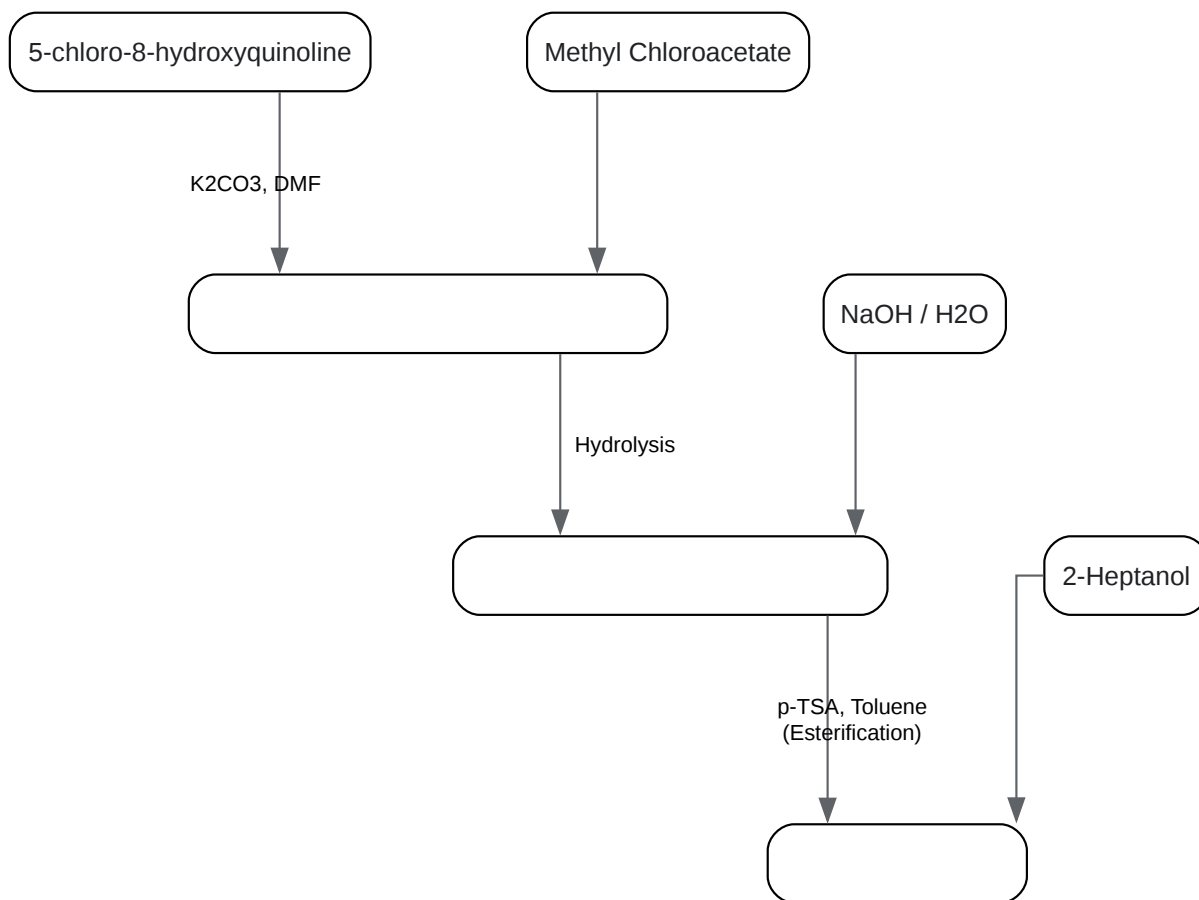 5-chloro-8-hydroxyquinoline
Methyl Chloroacetate
K2CO3, DMF
NaOH / H2O
Hydrolysis
2-Heptanol
p-TSA, Toluene
(Esterification)